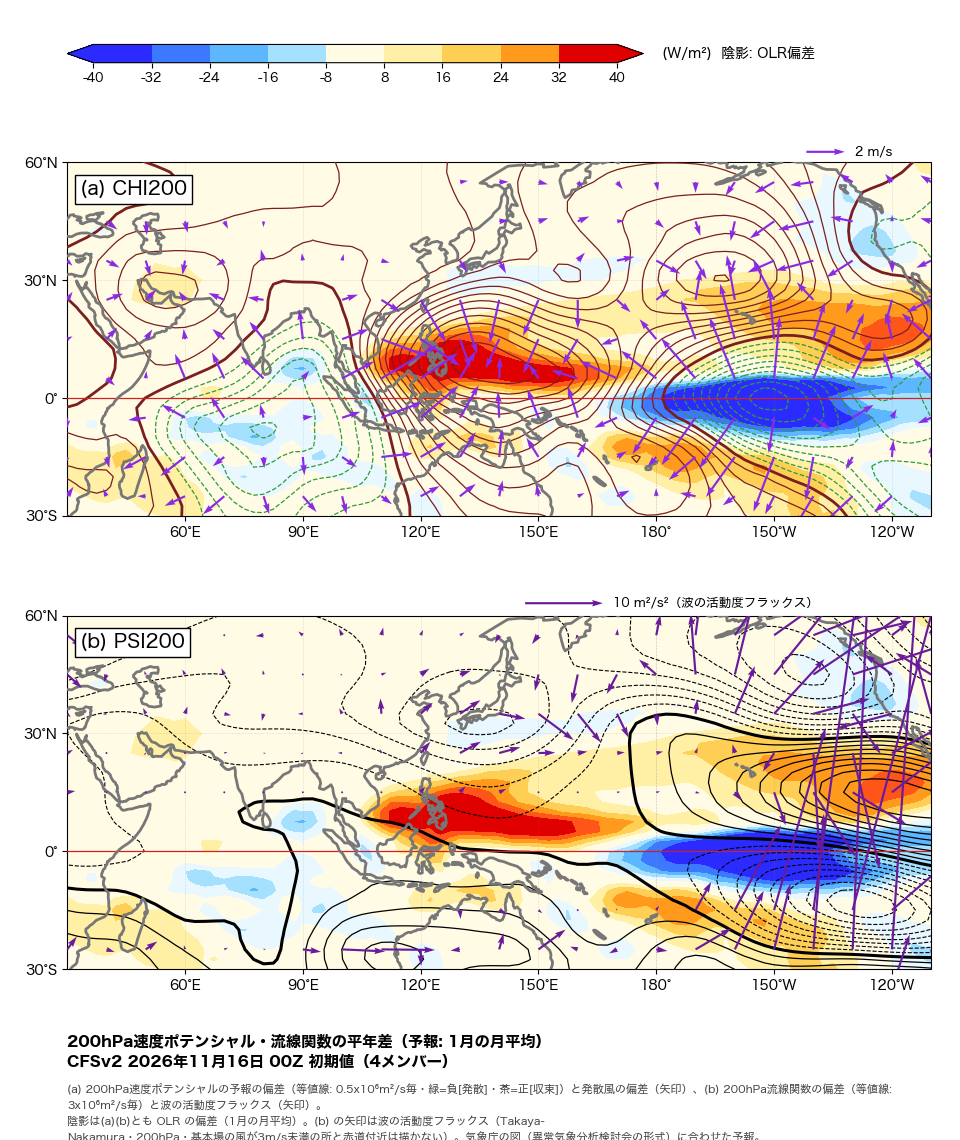 -40 -32 -24 -16 -8 8 16 24 32 40
(W/m²) 陰影: OLR偏差
2 m/s
(a) CHI200
60°N
30°N
0°
30°S
60°E 90°E 120°E 150°E 180° 150°W 120°W
10 m²/s²（波の活動度フラックス）
(b) PSI200
60°N
30°N
0°
30°S
60°E 90°E 120°E 150°E 180° 150°W 120°W
200hPa速度ポテンシャル・流線関数の平年差（予報: 1月の月平均）
CFSv2 2026年11月16日 00Z 初期値（4メンバー）
(a) 200hPa速度ポテンシャルの予報の偏差（等値線: 0.5x10⁶m²/s毎・緑=負[発散]・茶=正[収束]）と発散風の偏差（矢印）、(b) 200hPa流線関数の偏差（等値線:
3x10⁶m²/s毎）と波の活動度フラックス（矢印）。
陰影は(a)(b)とも OLR の偏差（1月の月平均）。(b) の矢印は波の活動度フラックス（Takaya-
Nakamura・200hPa・基本場の風が3m/s未満の所と赤道付近は描かない）。気象庁の図（異常気象分析検討会の形式）に合わせた予報。